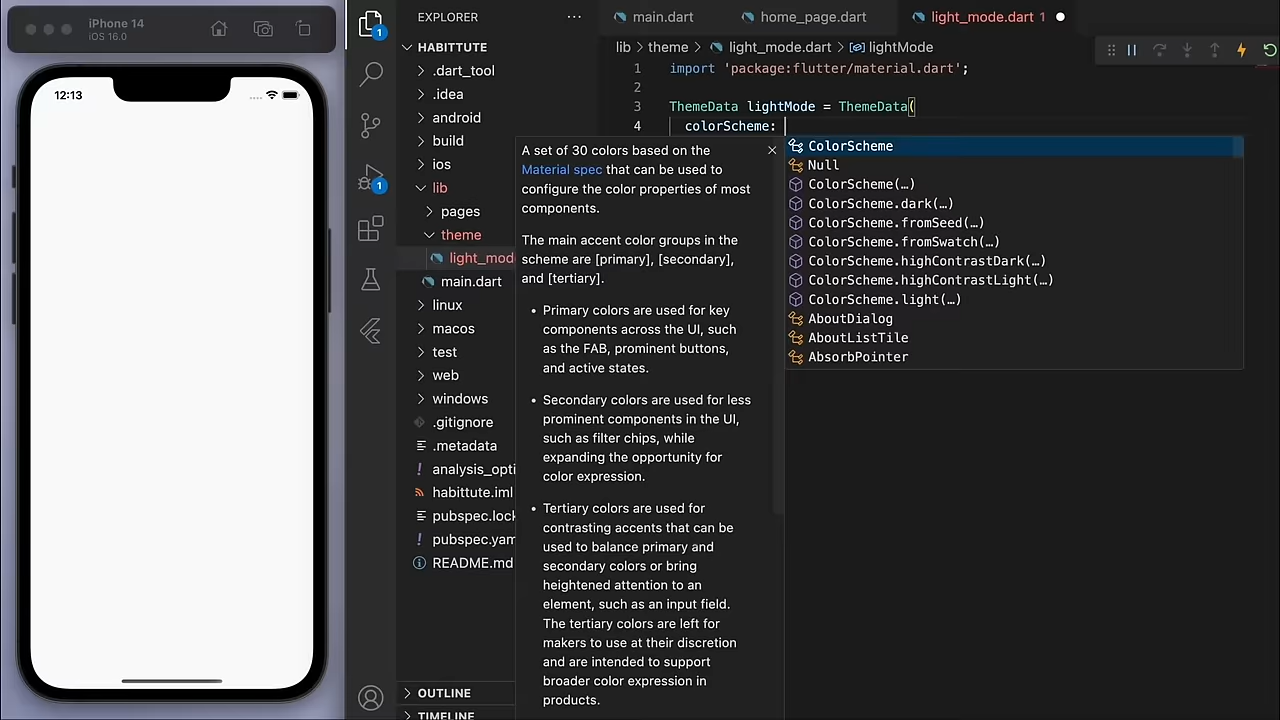 iPhone 14
iOS 16.0
12:13
1
1
EXPLORER
HABITTUTE
.dart_tool
.idea
android
build
ios
lib
pages
theme
light_mod
main.dart
linux
macos
test
web
windows
.gitignore
.metadata
analysis_opti
habittute.iml
pubspec.lock
pubspec.yam
README.md
OUTLINE
TIMELINE
main.dart
home_page.dart
light_mode.dart 1
lib > theme > light_mode.dart > lightMode
1 import 'package:flutter/material.dart';
2
3 ThemeData lightMode = ThemeData(
4 colorScheme:
A set of 30 colors based on the
Material spec that can be used to
configure the color properties of most
components.
The main accent color groups in the
scheme are [primary], [secondary],
and [tertiary].
• Primary colors are used for key
components across the UI, such
as the FAB, prominent buttons,
and active states.
• Secondary colors are used for less
prominent components in the UI,
such as filter chips, while
expanding the opportunity for
color expression.
• Tertiary colors are used for
contrasting accents that can be
used to balance primary and
secondary colors or bring
heightened attention to an
element, such as an input field.
The tertiary colors are left for
makers to use at their discretion
and are intended to support
broader color expression in
products.
ColorScheme
Null
ColorScheme(…)
ColorScheme.dark(…)
ColorScheme.fromSeed(…)
ColorScheme.fromSwatch(…)
ColorScheme.highContrastDark(…)
ColorScheme.highContrastLight(…)
ColorScheme.light(…)
AboutDialog
AboutListTile
AbsorbPointer